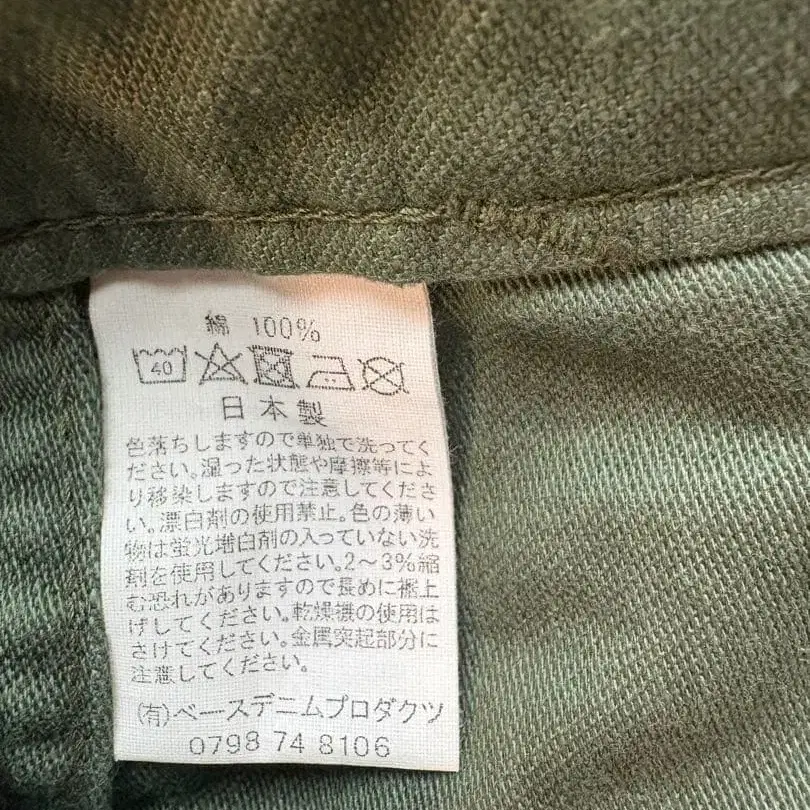 綿 100%
40
日本製
色落ちしますので単独で洗ってく
ださい。湿った状態や摩擦等によ
り移染しますので注意してくださ
い。漂白剤の使用禁止。色の薄い
物は蛍光増白剤の入っていない洗
剤を使用してください。2～3%縮
む恐れがありますので長めに裾上
げしてください。乾燥機の使用は
さけてください。金属突起部分に
注意してください。
(有)ベースデニムプロダクツ
0798 74 8106